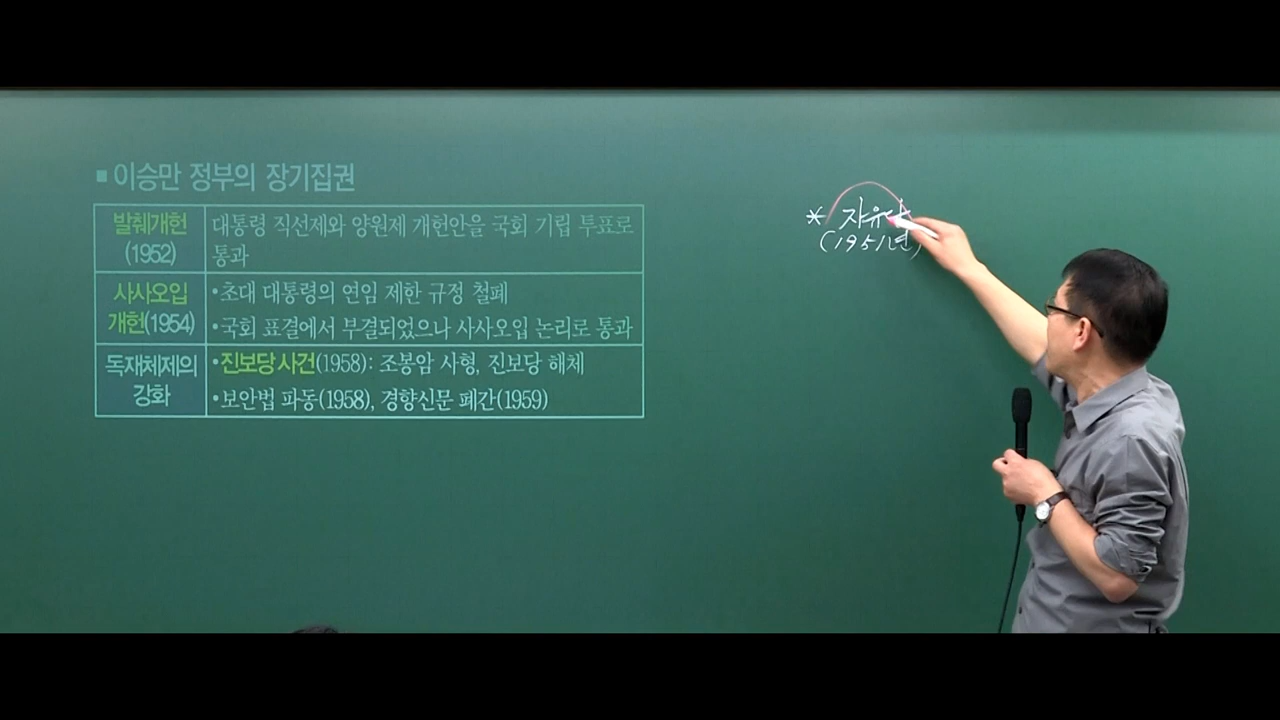 ■ 이승만 정부의 장기집권
발췌개헌
(1952)
대통령 직선제와 양원제 개헌안을 국회 기립 투표로
통과
사사오입
개헌(1954)
•초대 대통령의 연임 제한 규정 철폐
•국회 표결에서 부결되었으나 사사오입 논리로 통과
독재체제의
강화
•진보당 사건(1958): 조봉암 사형, 진보당 해체
•보안법 파동(1958), 경향신문 폐간(1959)
(1951년)